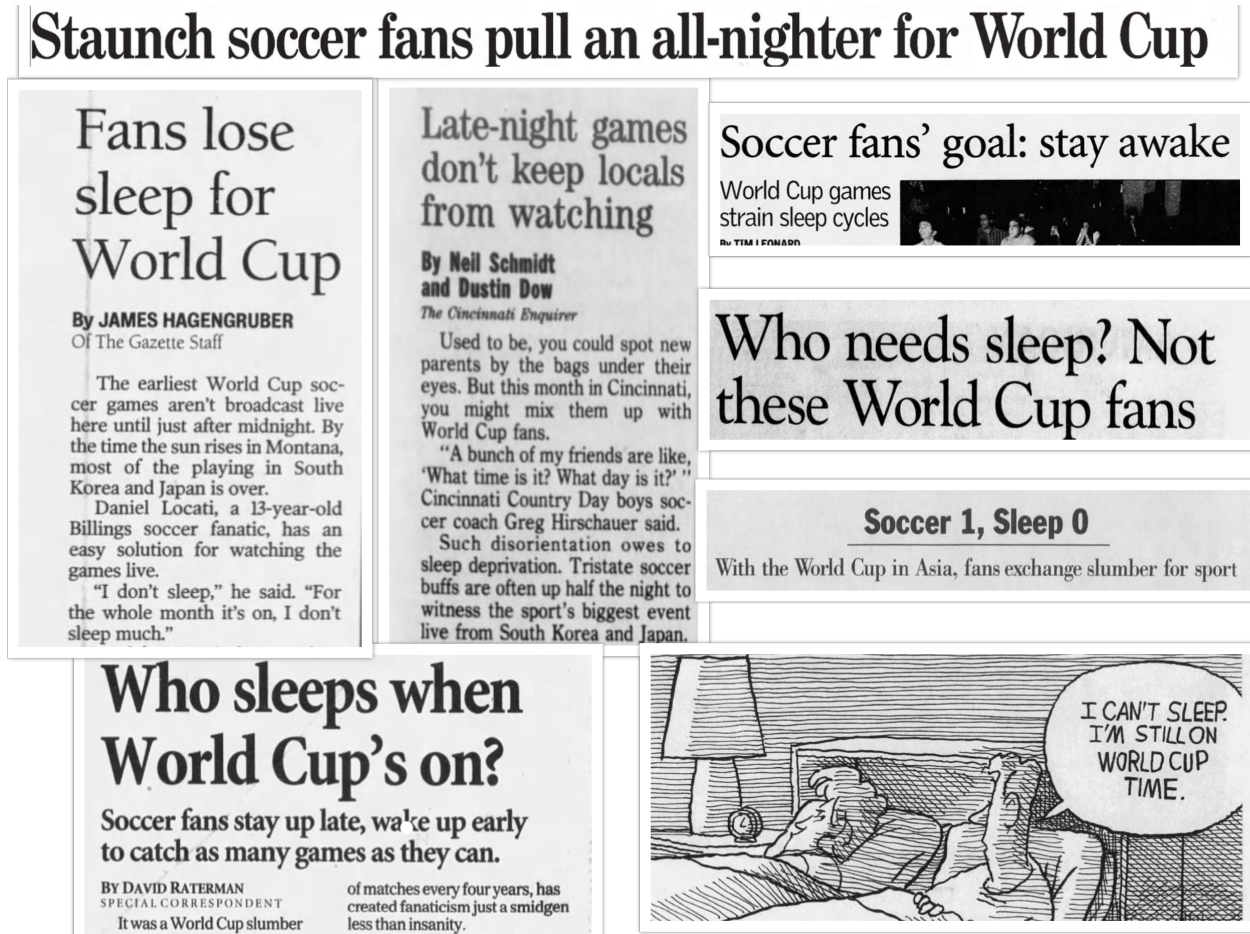 Staunch soccer fans pull an all-nighter for World Cup
Fans lose
sleep for
World Cup
By JAMES HAGENGRUBER
Of The Gazette Staff
The earliest World Cup soc-
cer games aren't broadcast live
here until just after midnight. By
the time the sun rises in Montana,
most of the playing in South
Korea and Japan is over.
Daniel Locati, a 13-year-old
Billings soccer fanatic, has an
easy solution for watching the
games live.
"I don't sleep," he said. "For
the whole month it's on, I don't
sleep much."
Late-night games
don't keep locals
from watching
By Neil Schmidt
and Dustin Dow
The Cincinnati Enquirer
Used to be, you could spot new
parents by the bags under their
eyes. But this month in Cincinnati,
you might mix them up with
World Cup fans.
"A bunch of my friends are like,
'What time is it? What day is it?' "
Cincinnati Country Day boys soc-
cer coach Greg Hirschauer said.
Such disorientation owes to
sleep deprivation. Tristate soccer
buffs are often up half the night to
witness the sport's biggest event
live from South Korea and Japan.
Soccer fans' goal: stay awake
World Cup games
strain sleep cycles
By TIM LEONARD
Who needs sleep? Not
these World Cup fans
Soccer 1, Sleep 0
With the World Cup in Asia, fans exchange slumber for sport
Who sleeps when
World Cup's on?
Soccer fans stay up late, wake up early
to catch as many games as they can.
BY DAVID RATERMAN
SPECIAL CORRESPONDENT
It was a World Cup slumber
of matches every four years, has
created fanaticism just a smidgen
less than insanity.
I CAN'T SLEEP.
I'M STILL ON
WORLD CUP
TIME.